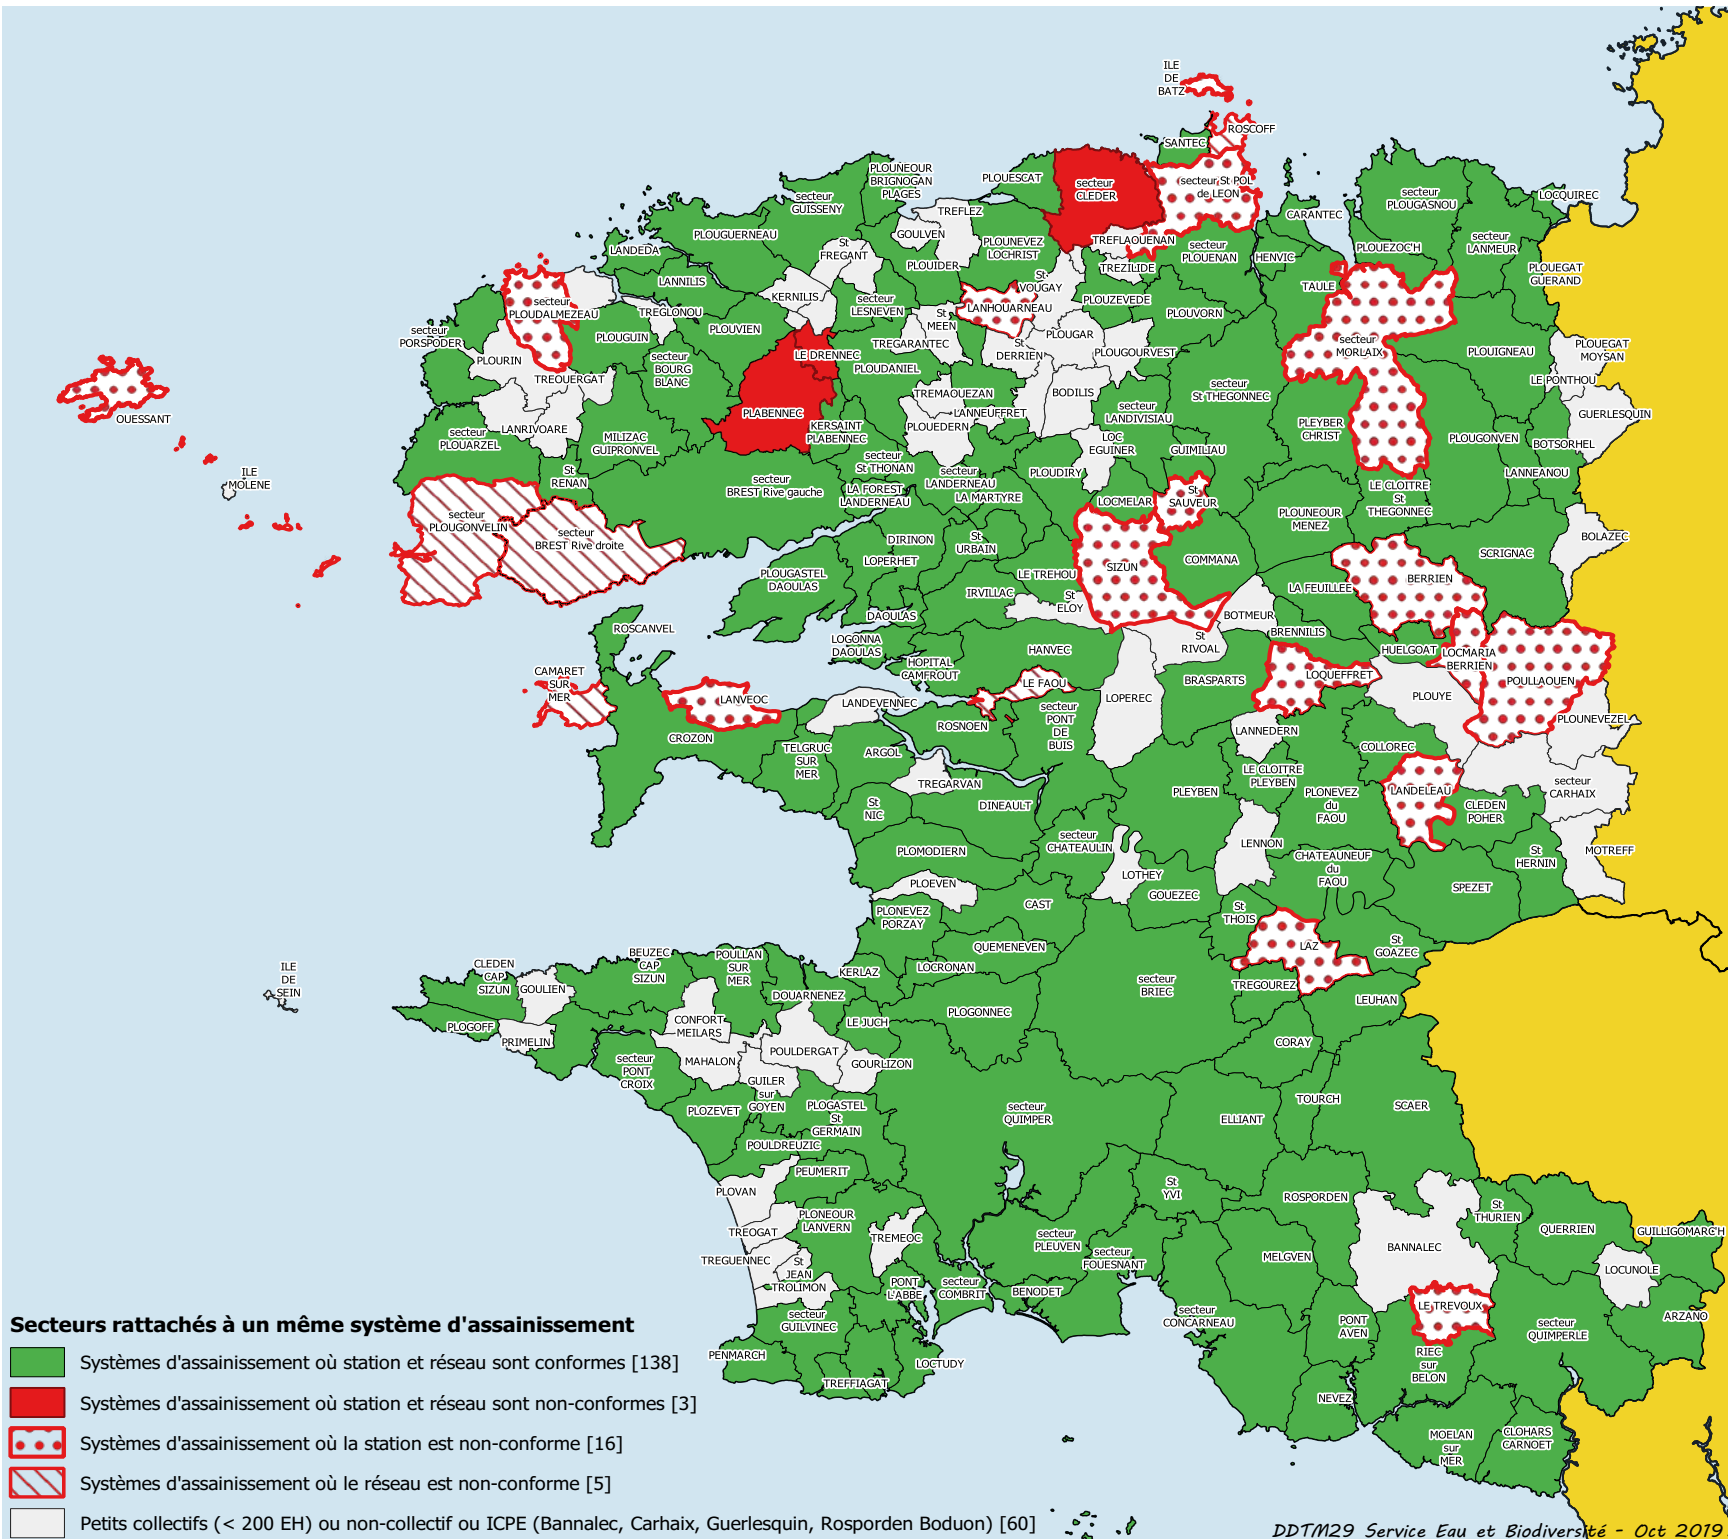 ILE
DE
BATZ
ROSCOFF
SANTEC
PLOUESCAT
secteur
CLEDER
secteur St POL
de LEON
PLOUNEOUR
BRIGNOGAN
PLAGES
secteur
GUISSENY
TREFLEZ
GOULVEN
PLOUNEVEZ
LOCHRIST
TREFLAOUENAN
secteur
PLOUENAN
TREZILIDE
CARANTEC
HENVIC
secteur
PLOUGASNOU
LOCQUIREC
PLOUEZOC'H
secteur
LANMEUR
PLOUEGAT
GUERAND
PLOUGUERNEAU
LANDEDA
LANNILIS
St
FREGANT
PLOUIDER
KERNILIS
secteur
LESNEVEN
LANHOUARNEAU
St
VOUGAY
PLOUZEVEDE
PLOUVORN
TAULE
secteur
PLOUDALMEZEAU
TREGLONOU
PLOUVIEN
PLOUGUIN
secteur
PORSPODER
PLOURIN
TREOUERGAT
secteur
BOURG
BLANC
LE DRENNEC
St
MEEN
TREGARANTEC
PLOUDANIEL
St
DERRIEN
PLOUGAR
PLOUGOURVEST
secteur
MORLAIX
PLOUIGNEAU
PLOUEGAT
MOYSAN
LE PONTHOU
GUERLESQUIN
OUESSANT
LANRIVOARE
secteur
PLOUARZEL
MILIZAC
GUIPRONVEL
PLABENNEC
KERSAINT
PLABENNEC
TREMAOUEZAN
LANNEUFFRET
PLOUEDERN
BODILIS
secteur
LANDIVISIAU
secteur
St THEGONNEC
PLEYBER
CHRIST
PLOUGONVEN
BOTSORHEL
LANNEANOU
ILE
MOLENE
St
RENAN
secteur
BREST Rive gauche
secteur
St THONAN
LA FOREST
LANDERNEAU
secteur
LANDERNEAU
LA MARTYRE
PLOUDIRY
LOC
EGUINER
GUIMILIAU
LOCMELAR
St
SAUVEUR
PLOUNEOUR
MENEZ
LE CLOITRE
St
THEGONNEC
secteur
PLOUGONVELIN
secteur
BREST Rive droite
DIRINON
LOPERHET
St
URBAIN
LE TREHOU
SIZUN
COMMANA
SCRIGNAC
BOLAZEC
PLOUGASTEL
DAOULAS
IRVILLAC
DAOULAS
St
ELOY
LA FEUILLEE
BERRIEN
BOTMEUR
BRENNILIS
ROSCANVEL
LOGONNA
DAOULAS
HOPITAL
CAMFROUT
HANVEC
St
RIVOAL
HUELGOAT
LOCMARIA
BERRIEN
POULLAOUEN
CAMARET
SUR
MER
LANVEOC
LE FAOU
LANDEVENNEC
LOPEREC
BRASPARTS
LOQUEFFRET
PLOUYE
PLOUNEVEZEL
CROZON
ROSNOEN
secteur
PONT
DE
BUIS
TELGRUC
SUR
MER
ARGOL
LANNEDERN
COLLOREC
LE CLOITRE
PLEYBEN
TREGARVAN
DINEAULT
PLEYBEN
PLONEVEZ
du
FAOU
LANDELEAU
secteur
CARHAIX
CLEDEN
POHER
St
NIC
secteur
CHATEAULIN
LENNON
St
HERNIN
MOTREFF
PLOMODIERN
LOTHEY
GOUEZEC
CHATEAUNEUF
du
FAOU
SPEZET
PLOEVEN
CAST
PLONEVEZ
PORZAY
QUEMENEVEN
St
THOIS
LAZ
St
GOAZEC
LOCRONAN
KERLAZ
ILE
DE
SEIN
CLEDEN
CAP
SIZUN
GOULIEN
BEUZEC
CAP
SIZUN
POULLAN
SUR
MER
DOUARNENEZ
secteur
BRIEC
TREGOUREZ
LEUHAN
PLOGOFF
PRIMELIN
CONFORT
MEILARS
LE JUCH
PLOGONNEC
CORAY
secteur
PONT
CROIX
MAHALON
POULDERGAT
GOURLIZON
GUILER
sur
GOYEN
PLOZEVET
PLOGASTEL
St
GERMAIN
secteur
QUIMPER
ELLIANT
TOURCH
SCAER
POULDREUZIC
PEUMERIT
PLOVAN
PLONEOUR
LANVERN
TREOGAT
TREGUENNEC
TREMEOC
St
JEAN
TROLIMON
St
YVI
ROSPORDEN
St
THURIEN
QUERRIEN
GUILLIGOMARC'H
secteur
PLEUVEN
secteur
FOUESNANT
MELGVEN
BANNALEC
LOCUNOLE
PONT
L'ABBE
secteur
COMBRIT
BENODET
secteur
CONCARNEAU
LE TREVOUX
ARZANO
secteur
QUIMPERLE
PONT
AVEN
RIEC
sur
BELON
secteur
GUILVINEC
PENMARCH
LOCTUDY
TREFFIAGAT
NEVEZ
MOELAN
sur
MER
CLOHARS
CARNOET
Secteurs rattachés à un même système d'assainissement
Systèmes d'assainissement où station et réseau sont conformes [138]
Systèmes d'assainissement où station et réseau sont non-conformes [3]
Systèmes d'assainissement où la station est non-conforme [16]
Systèmes d'assainissement où le réseau est non-conforme [5]
Petits collectifs (< 200 EH) ou non-collectif ou ICPE (Bannalec, Carhaix, Guerlesquin, Rosporden Boduon) [60]
DDTM29 Service Eau et Biodiversité - Oct 2019